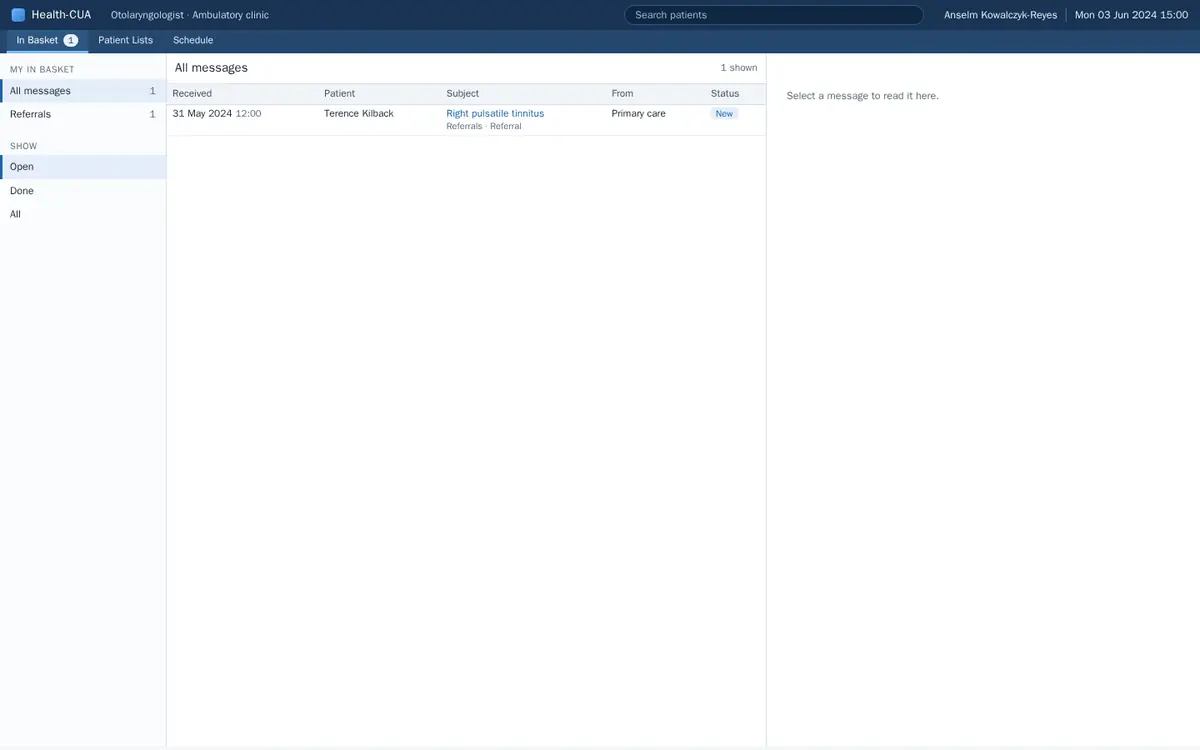 Health-CUA Otolaryngologist · Ambulatory clinic Search patients Anselm Kowalczyk-Reyes Mon 03 Jun 2024 15:00
In Basket 1 Patient Lists Schedule
MY IN BASKET
All messages 1
Referrals 1
SHOW
Open
Done
All
All messages 1 shown
Received Patient Subject From Status
31 May 2024 12:00 Terence Kilback Right pulsatile tinnitus Primary care New
Referrals · Referral
Select a message to read it here.